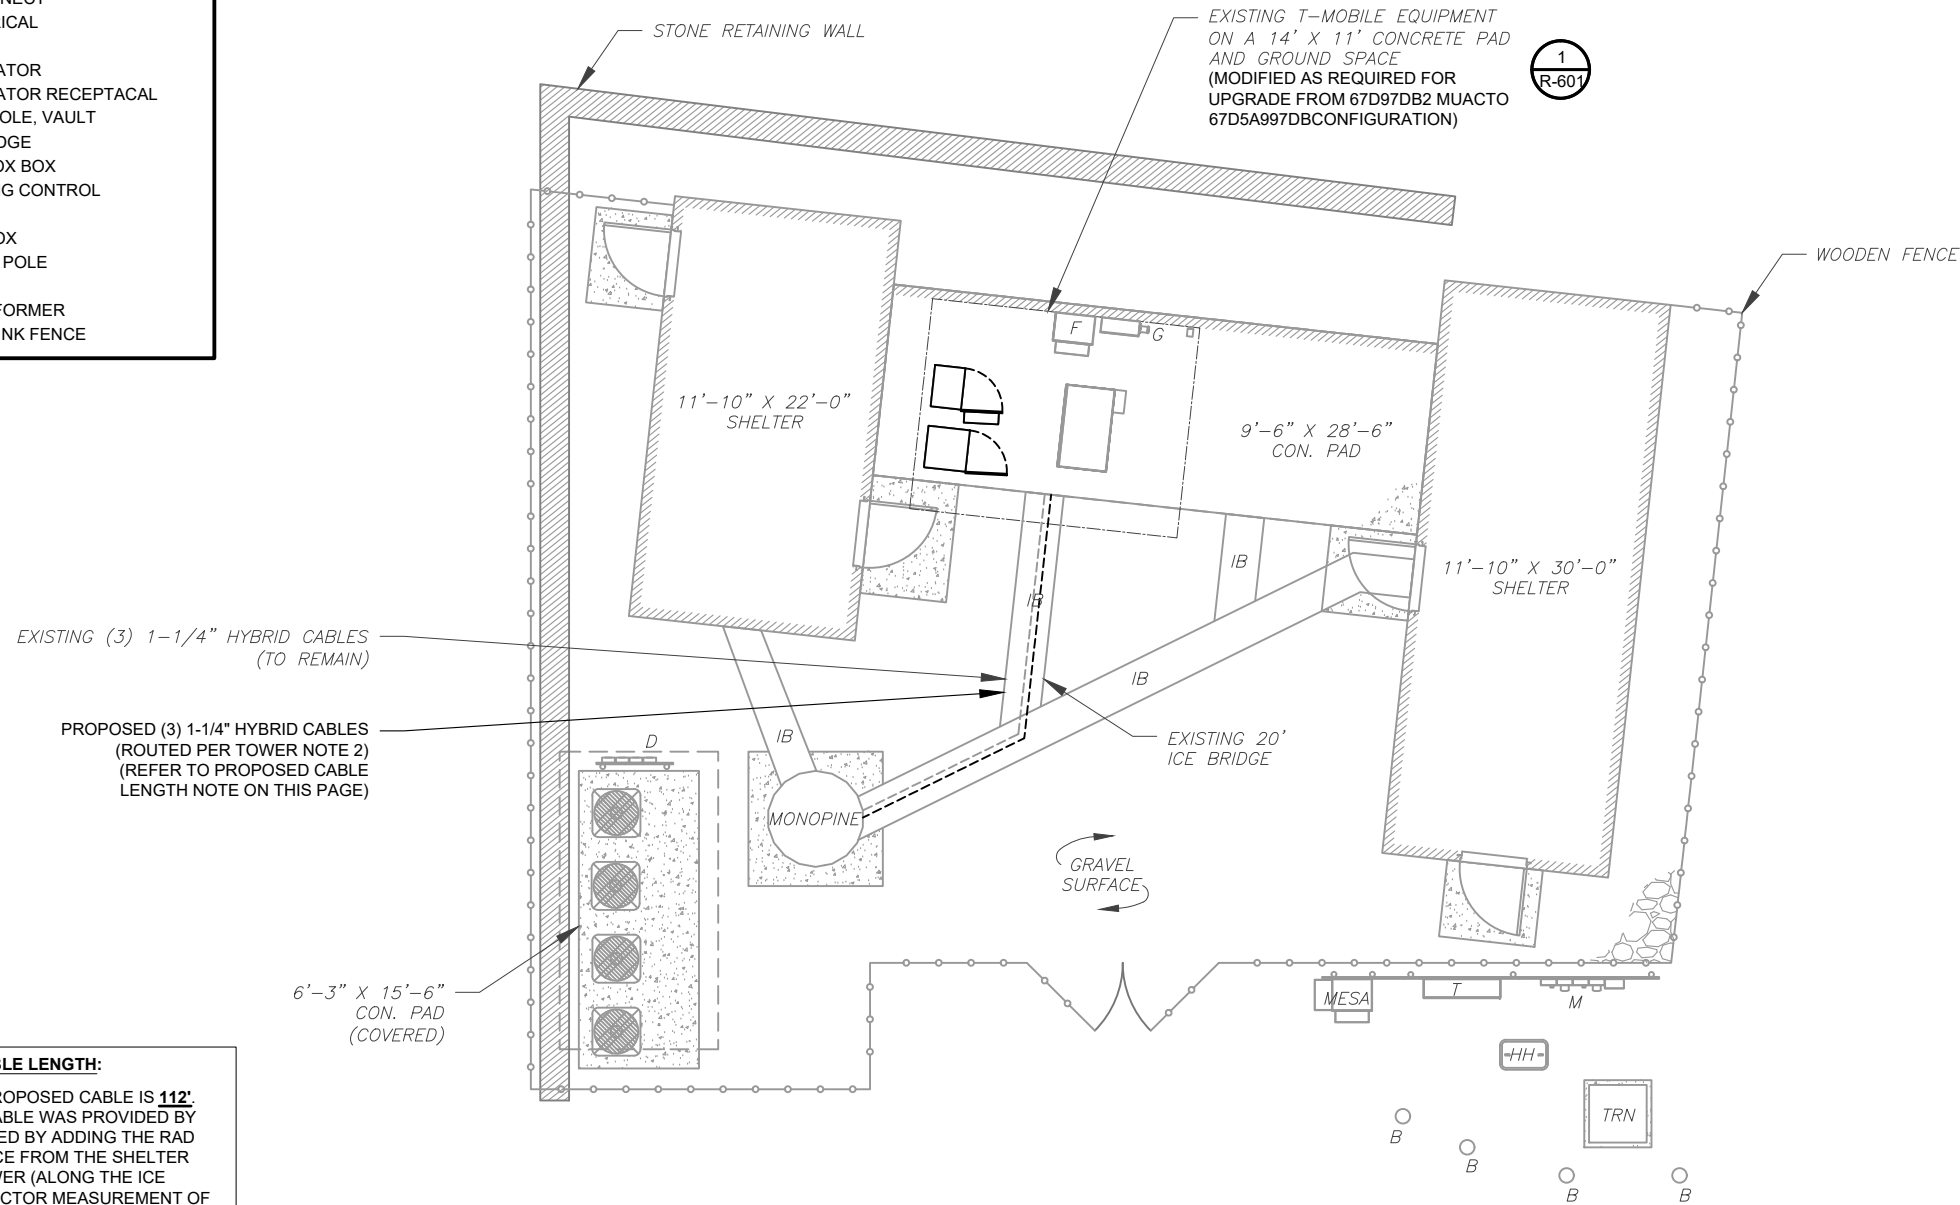 RICAL
ATOR
ATOR RECEPTACAL
OLE, VAULT
DGE
OX BOX
NG CONTROL
OX
POLE
FORMER
NK FENCE
STONE RETAINING WALL
EXISTING T-MOBILE EQUIPMENT
ON A 14' X 11' CONCRETE PAD
AND GROUND SPACE
(MODIFIED AS REQUIRED FOR
UPGRADE FROM 67D97DB2 MUACTO
67D5A997DBCONFIGURATION)
1
R-601
WOODEN FENCE
F
G
11'-10" X 22'-0"
SHELTER
9'-6" X 28'-6"
CON. PAD
IB
IB
11'-10" X 30'-0"
SHELTER
EXISTING (3) 1-1/4" HYBRID CABLES
(TO REMAIN)
IB
PROPOSED (3) 1-1/4" HYBRID CABLES
(ROUTED PER TOWER NOTE 2)
(REFER TO PROPOSED CABLE
LENGTH NOTE ON THIS PAGE)
D
IB
EXISTING 20'
ICE BRIDGE
MONOPINE
GRAVEL
SURFACE
6'-3" X 15'-6"
CON. PAD
(COVERED)
MESA
T
M
HH
TRN
B
B
B
B
BLE LENGTH:
ROPOSED CABLE IS 112'.
ABLE WAS PROVIDED BY
ED BY ADDING THE RAD
CE FROM THE SHELTER
WER (ALONG THE ICE
CTOR MEASUREMENT OF